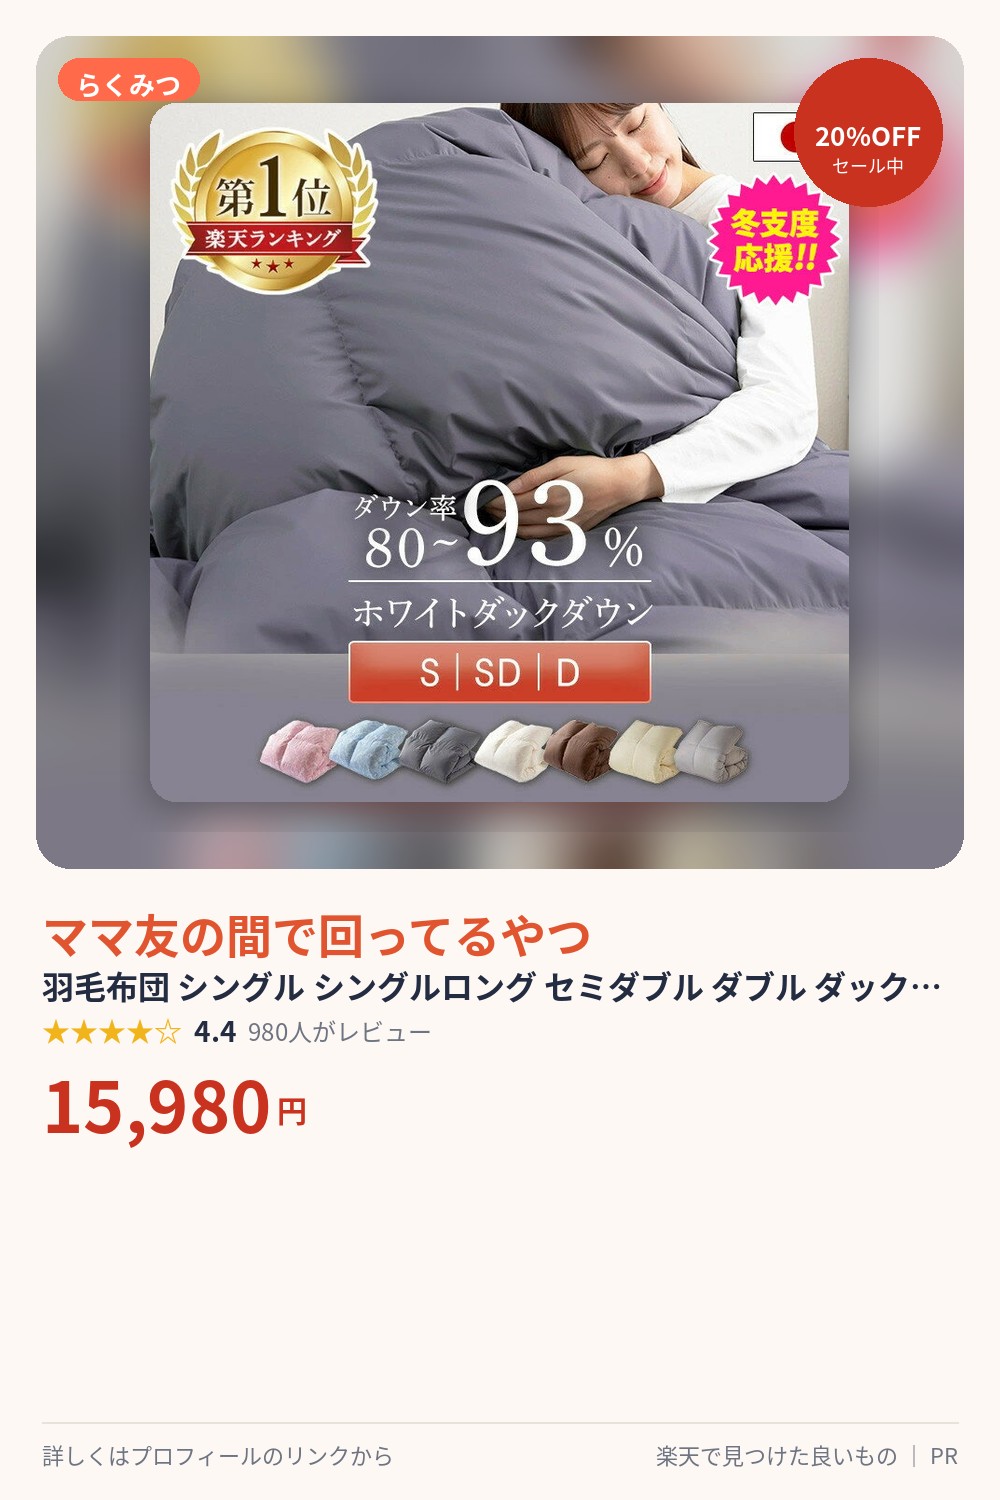 らくみつ
20%OFF
セール中
第1位
楽天ランキング
冬支度
応援!!
ダウン率
80~93%
ホワイトダックダウン
S｜SD｜D
ママ友の間で回ってるやつ
羽毛布団 シングル シングルロング セミダブル ダブル ダック…
★★★★☆ 4.4 980人がレビュー
15,980円
詳しくはプロフィールのリンクから
楽天で見つけた良いもの ｜ PR